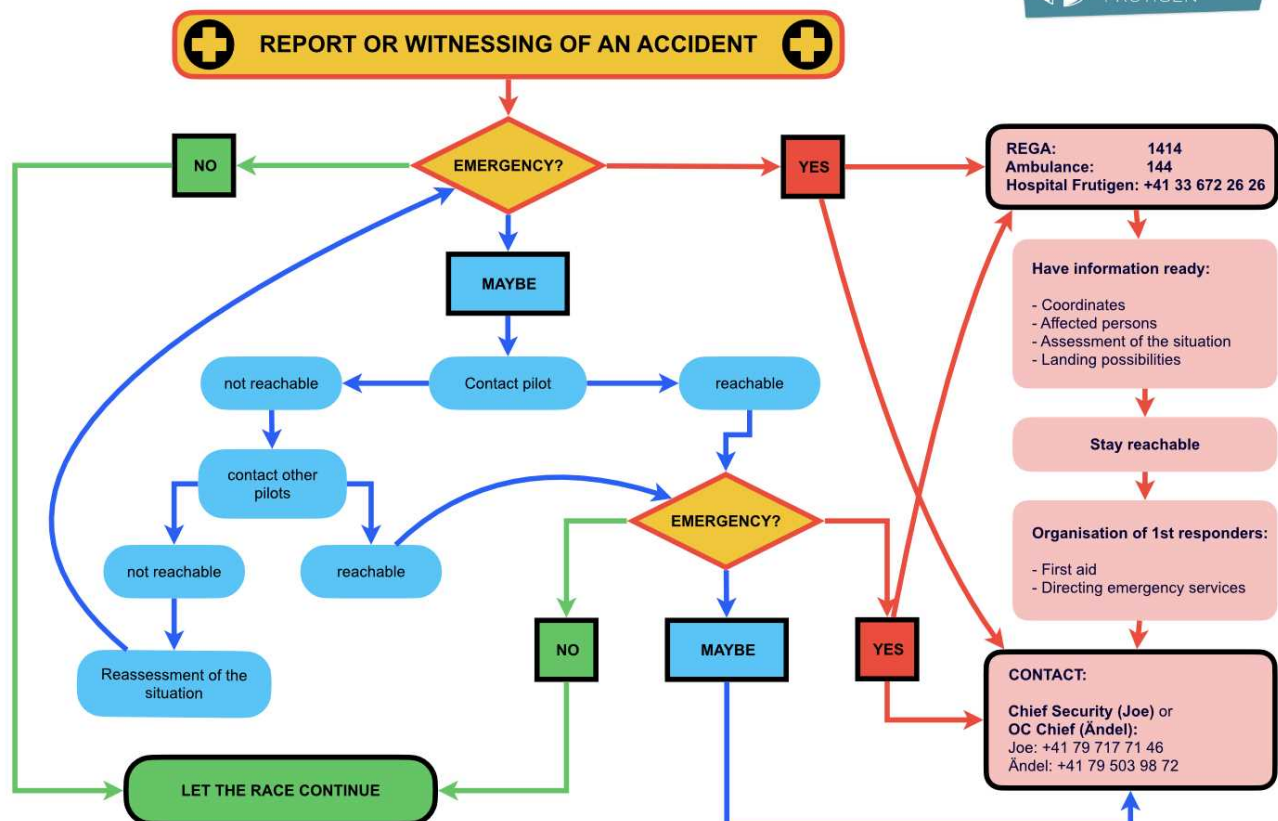 FRUTIGEN
REPORT OR WITNESSING OF AN ACCIDENT
NO
EMERGENCY?
YES
REGA: 1414
Ambulance: 144
Hospital Frutigen: +41 33 672 26 26
MAYBE
Have information ready:
- Coordinates
- Affected persons
- Assessment of the situation
- Landing possibilities
not reachable
Contact pilot
reachable
Stay reachable
contact other
pilots
EMERGENCY?
not reachable
reachable
Organisation of 1st responders:
- First aid
- Directing emergency services
NO
MAYBE
YES
Reassessment of the
situation
CONTACT:
Chief Security (Joe) or
OC Chief (Ändel):
Joe: +41 79 717 71 46
Ändel: +41 79 503 98 72
LET THE RACE CONTINUE